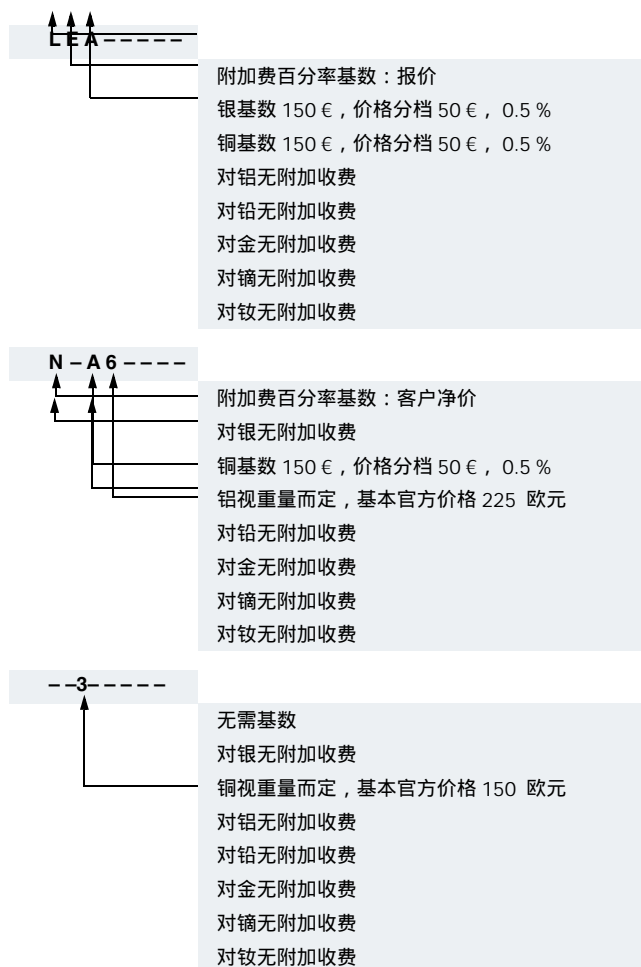 L E A – – – – –
附加费百分率基数：报价
银基数 150 €，价格分档 50 €， 0.5 %
铜基数 150 €，价格分档 50 €， 0.5 %
对铝无附加收费
对铅无附加收费
对金无附加收费
对镝无附加收费
对钕无附加收费
N – A 6 – – – –
附加费百分率基数：客户净价
对银无附加收费
铜基数 150 €，价格分档 50 €， 0.5 %
铝视重量而定，基本官方价格 225 欧元
对铅无附加收费
对金无附加收费
对镝无附加收费
对钕无附加收费
– – 3 – – – – –
无需基数
对银无附加收费
铜视重量而定，基本官方价格 150 欧元
对铝无附加收费
对铅无附加收费
对金无附加收费
对镝无附加收费
对钕无附加收费